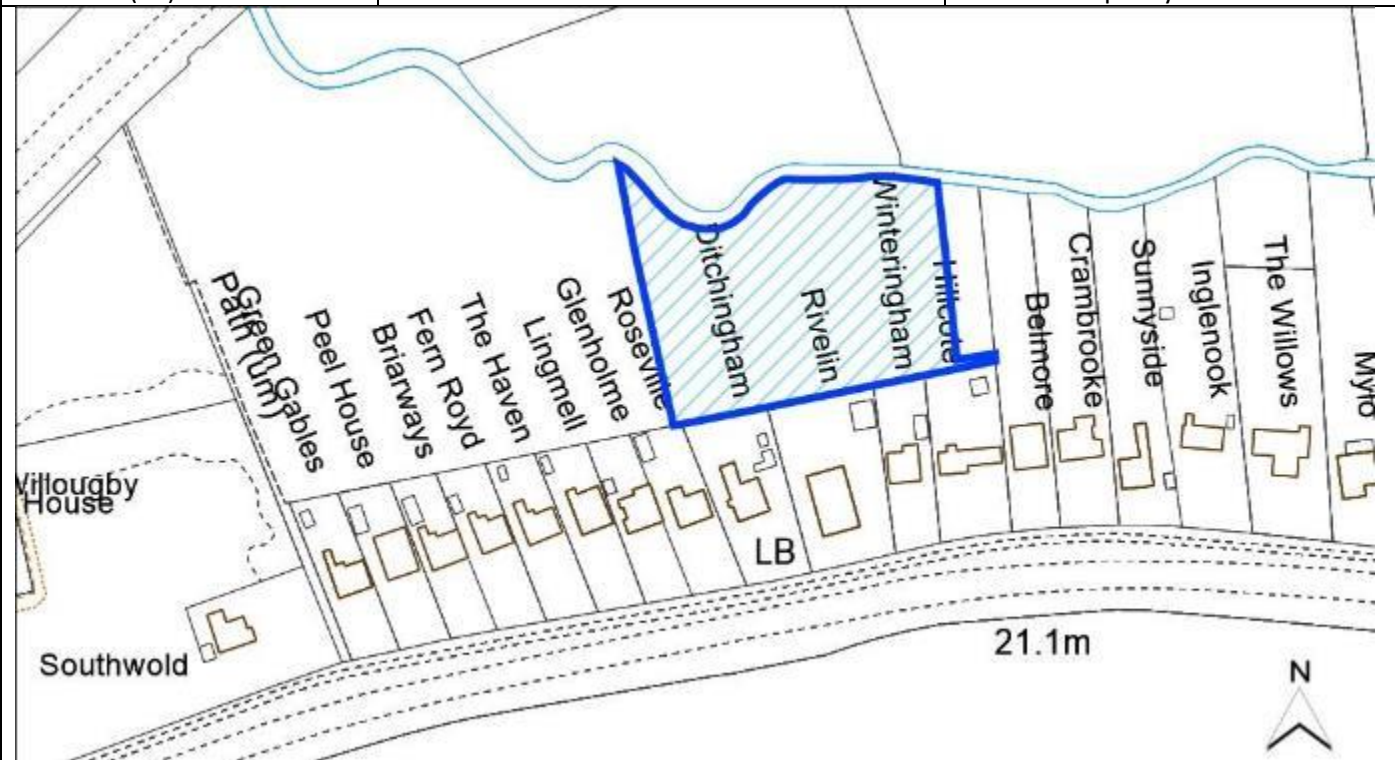 Ditchingham
Rivelin
Winteringham
Hillcote
Belmore
Crambrooke
Sunnyside
Inglenook
The Willows
Roseville
Glenholme
Lingmell
The Haven
Fern Royd
Briarways
Peel House
Green Gables
Path (um)
Willougby
House
LB
Southwold
21.1m
N